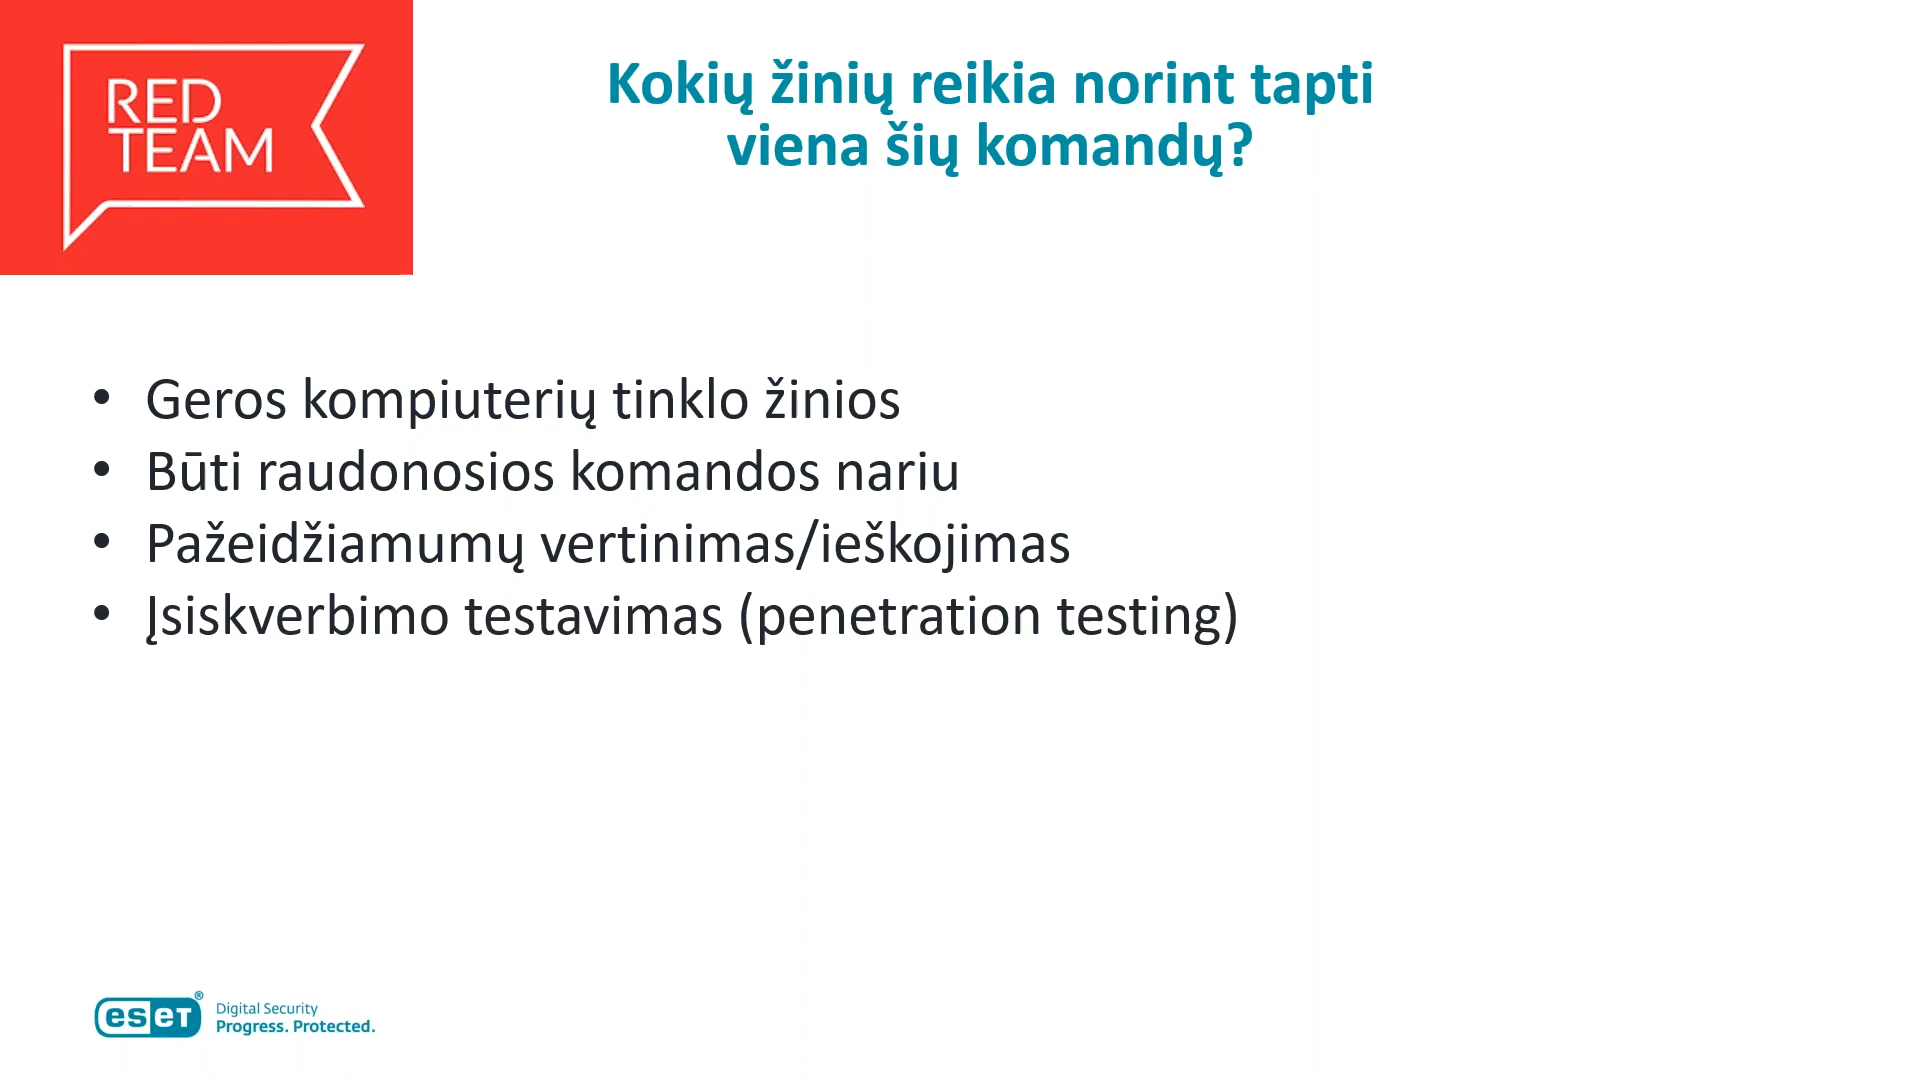 RED
TEAM
Kokių žinių reikia norint tapti
viena šių komandų?
• Geros kompiuterių tinklo žinios
• Būti raudonosios komandos nariu
• Pažeidžiamumų vertinimas/ieškojimas
• Įsiskverbimo testavimas (penetration testing)
eseT®
Digital Security
Progress. Protected.